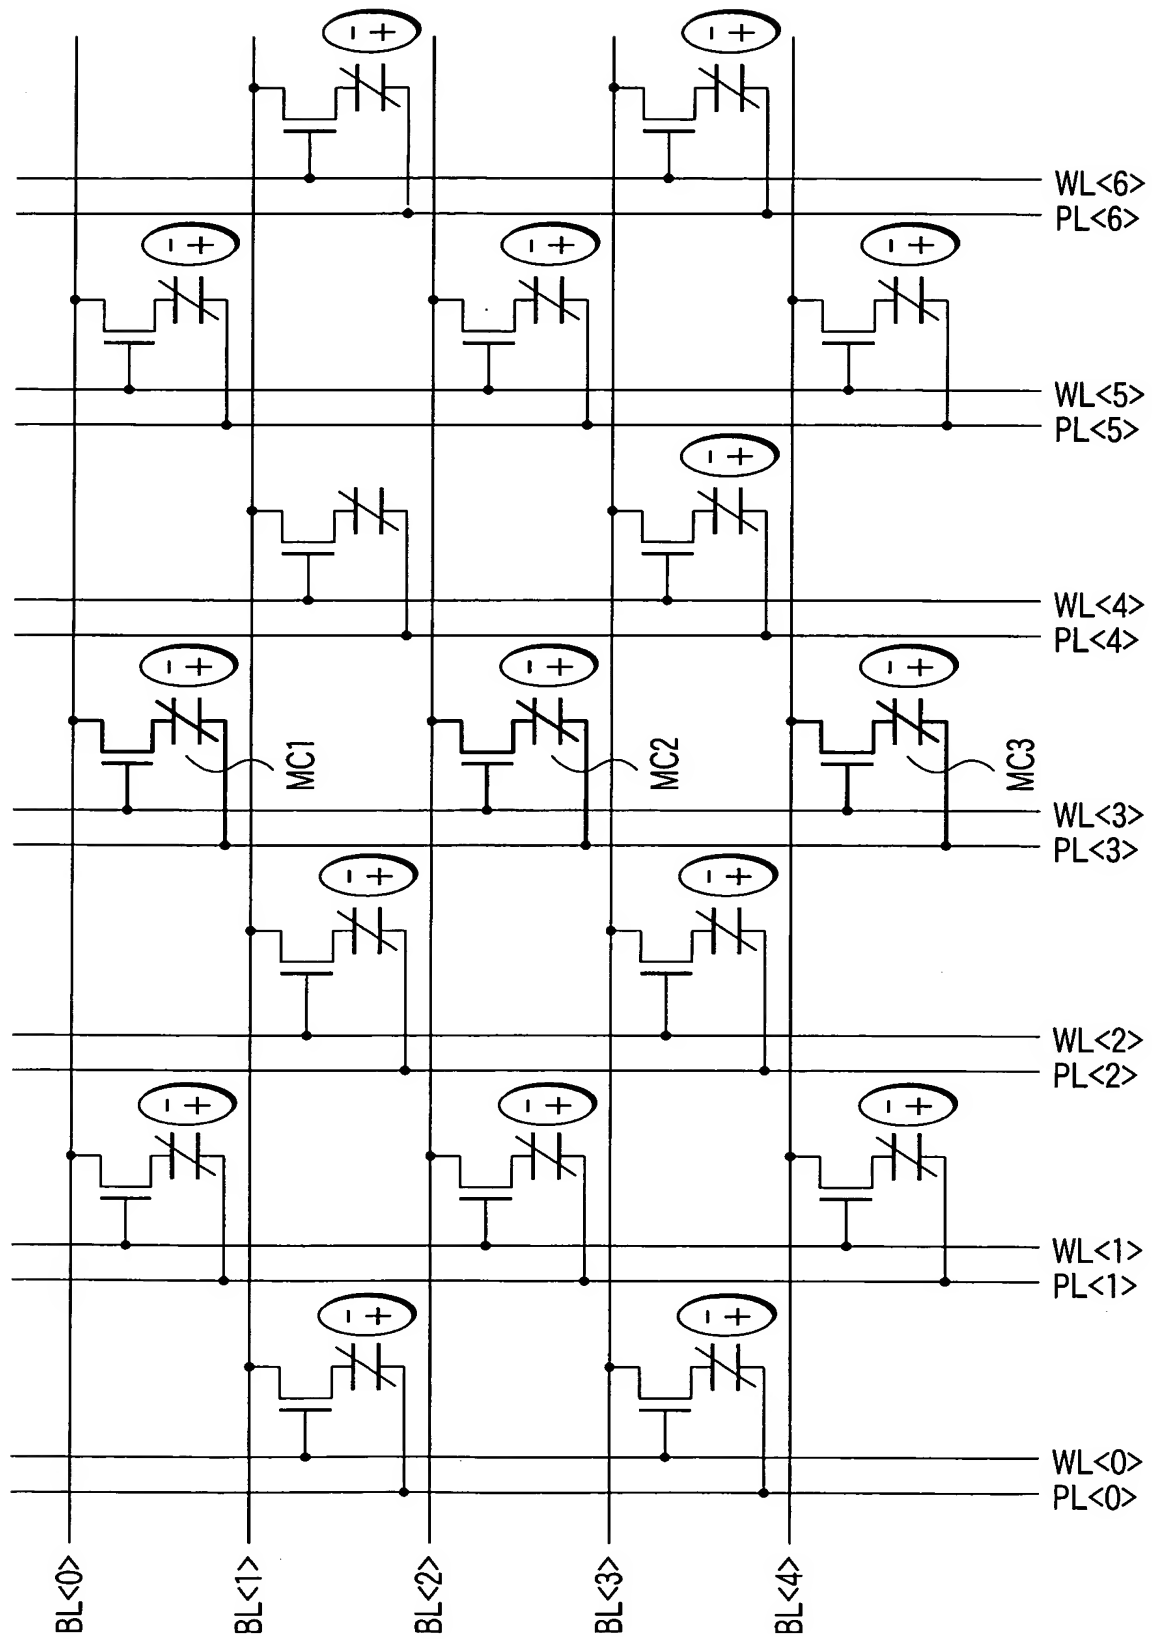 - +
- +
WL<6>
PL<6>
- +
- +
- +
WL<5>
PL<5>
- +
WL<4>
PL<4>
- +
- +
- +
MC1
MC2
MC3
WL<3>
PL<3>
- +
- +
WL<2>
PL<2>
- +
- +
- +
WL<1>
PL<1>
- +
- +
WL<0>
PL<0>
BL<0>
BL<1>
BL<2>
BL<3>
BL<4>